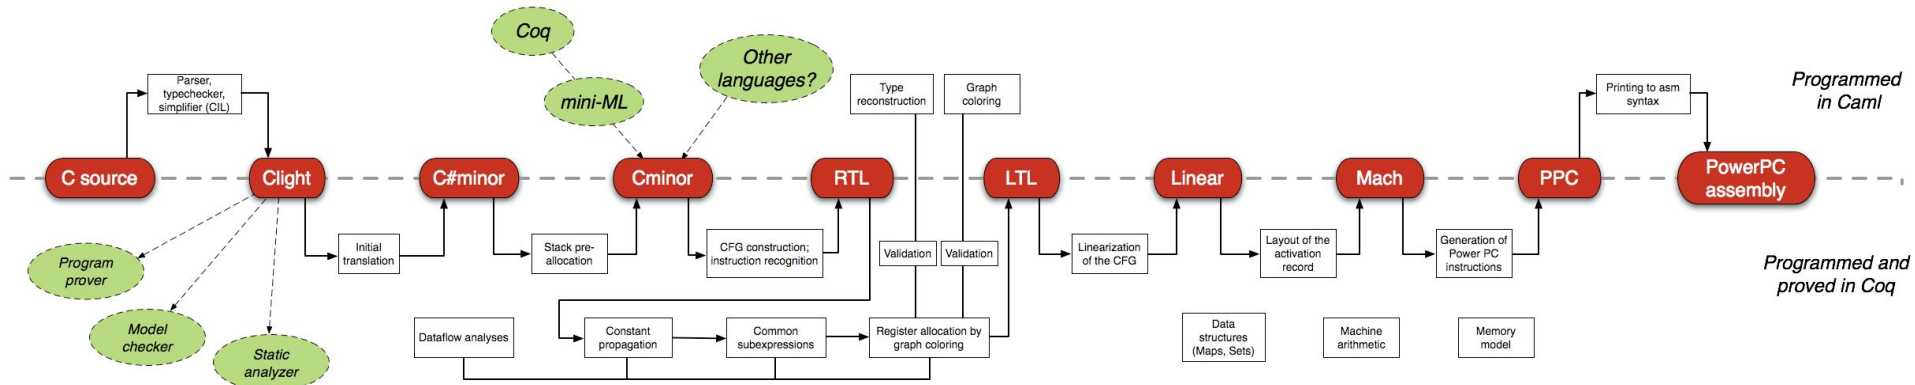 Coq
Other
languages?
mini-ML
Parser,
typechecker,
simplifier (CIL)
Type
reconstruction
Graph
coloring
Printing to asm
syntax
Programmed
in Caml
C source
Clight
C#minor
Cminor
RTL
LTL
Linear
Mach
PPC
PowerPC
assembly
Initial
translation
Stack pre-
allocation
CFG construction;
instruction recognition
Validation
Validation
Linearization
of the CFG
Layout of the
activation
record
Generation of
Power PC
instructions
Programmed and
proved in Coq
Program
prover
Model
checker
Static
analyzer
Dataflow analyses
Constant
propagation
Common
subexpressions
Register allocation by
graph coloring
Data
structures
(Maps, Sets)
Machine
arithmetic
Memory
model